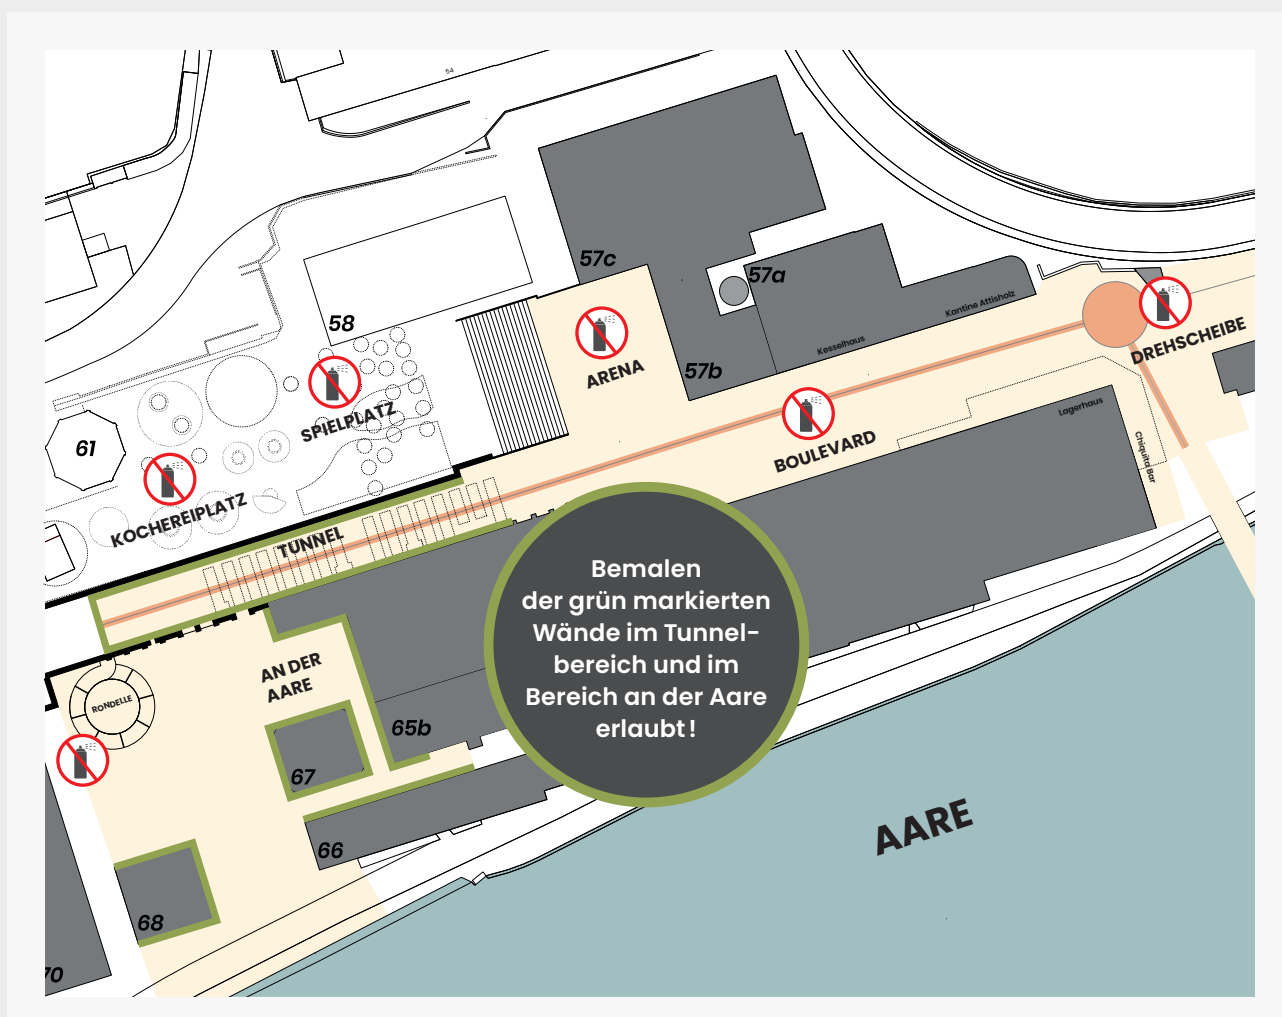 54
57c
57a
58
Kantine Attisholz
DREHSCHEIBE
Kesselhaus
57b
ARENA
SPIELPLATZ
Lagerhaus
61
BOULEVARD
Chiquita Bar
KOCHEREIPLATZ
TUNNEL
Bemalen
der grün markierten
Wände im Tunnel-
bereich und im
Bereich an der Aare
erlaubt!
AN DER
AARE
RONDELLE
65b
67
66
AARE
68
70